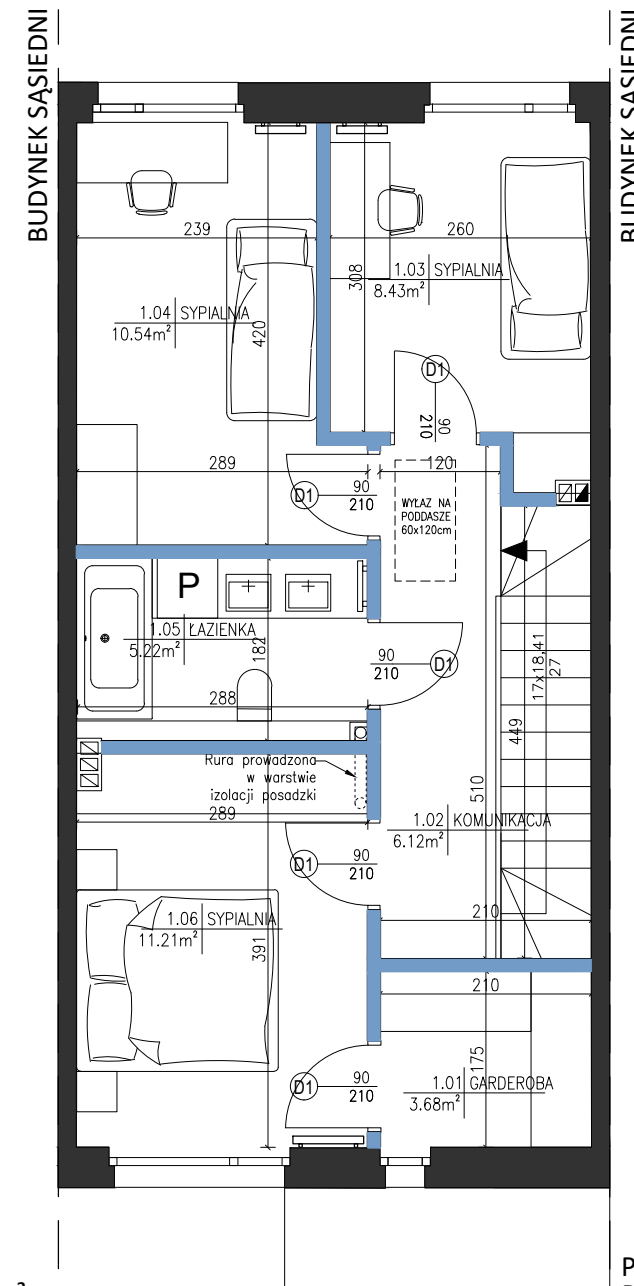 BUDYNEK SĄSIEDNI
BUDYNEK SĄSIEDNI
239
260
308
1.03 SYPIALNIA
8.43m²
1.04 SYPIALNIA
10.54m²
420
D1
90
210
289
120
90
210
D1
WYŁAZ NA
PODDASZE
60x120cm
P
1.05 ŁAZIENKA
5.22m²
182
90
210
D1
17x18,41
27
288
449
Rura prowadzona
w warstwie
izolacji posadzki
510
289
1.02 KOMUNIKACJA
6.12m²
D1
90
210
210
1.06 SYPIALNIA
11.21m²
391
210
175
D1
90
210
1.01 GARDEROBA
3.68m²
P